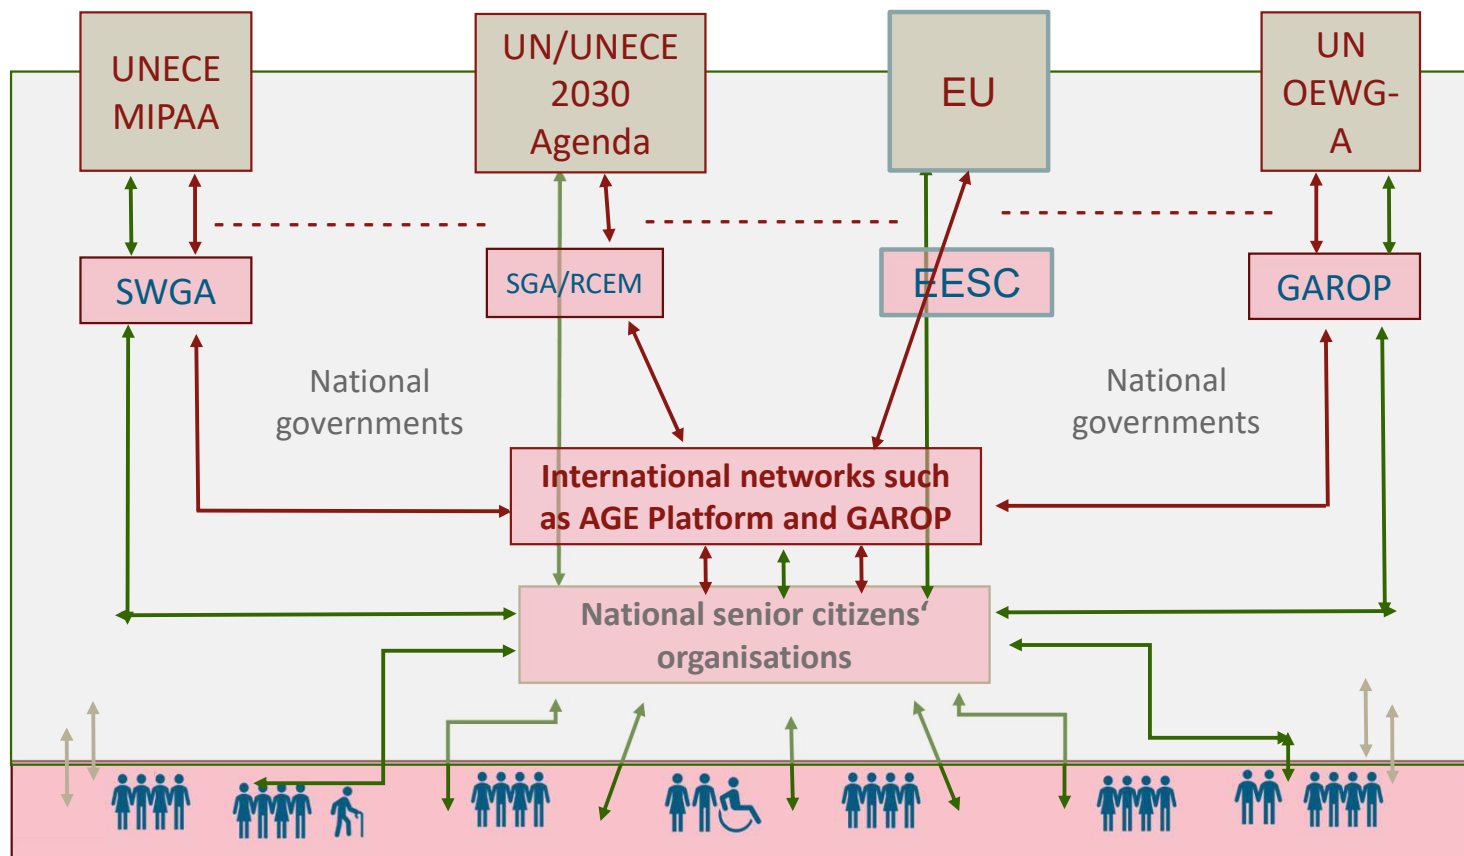 UNECE
MIPAA
UN/UNECE
2030
Agenda
EU
UN
OEWG-
A
SWGA
SGA/RCEM
EESC
GAROP
National
governments
National
governments
International networks such
as AGE Platform and GAROP
National senior citizens‘
organisations